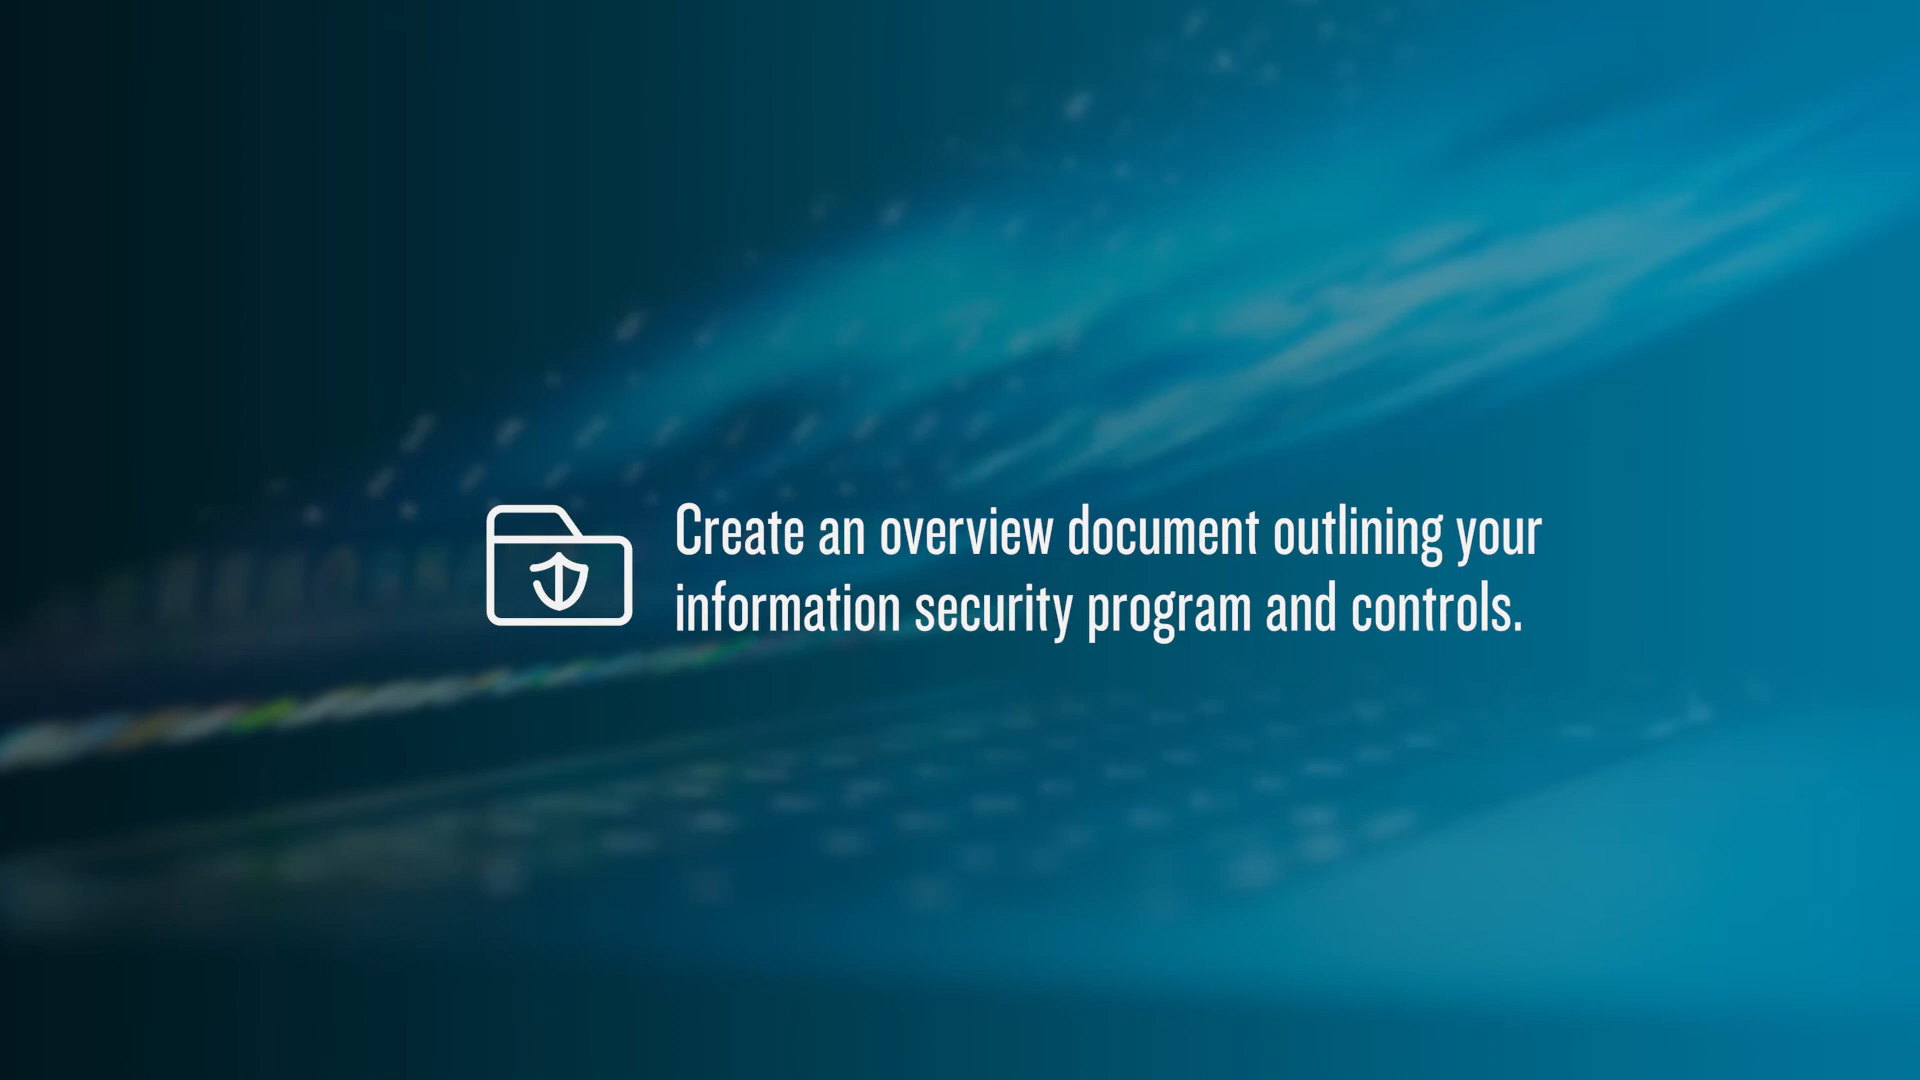 Create an overview document outlining your
information security program and controls.